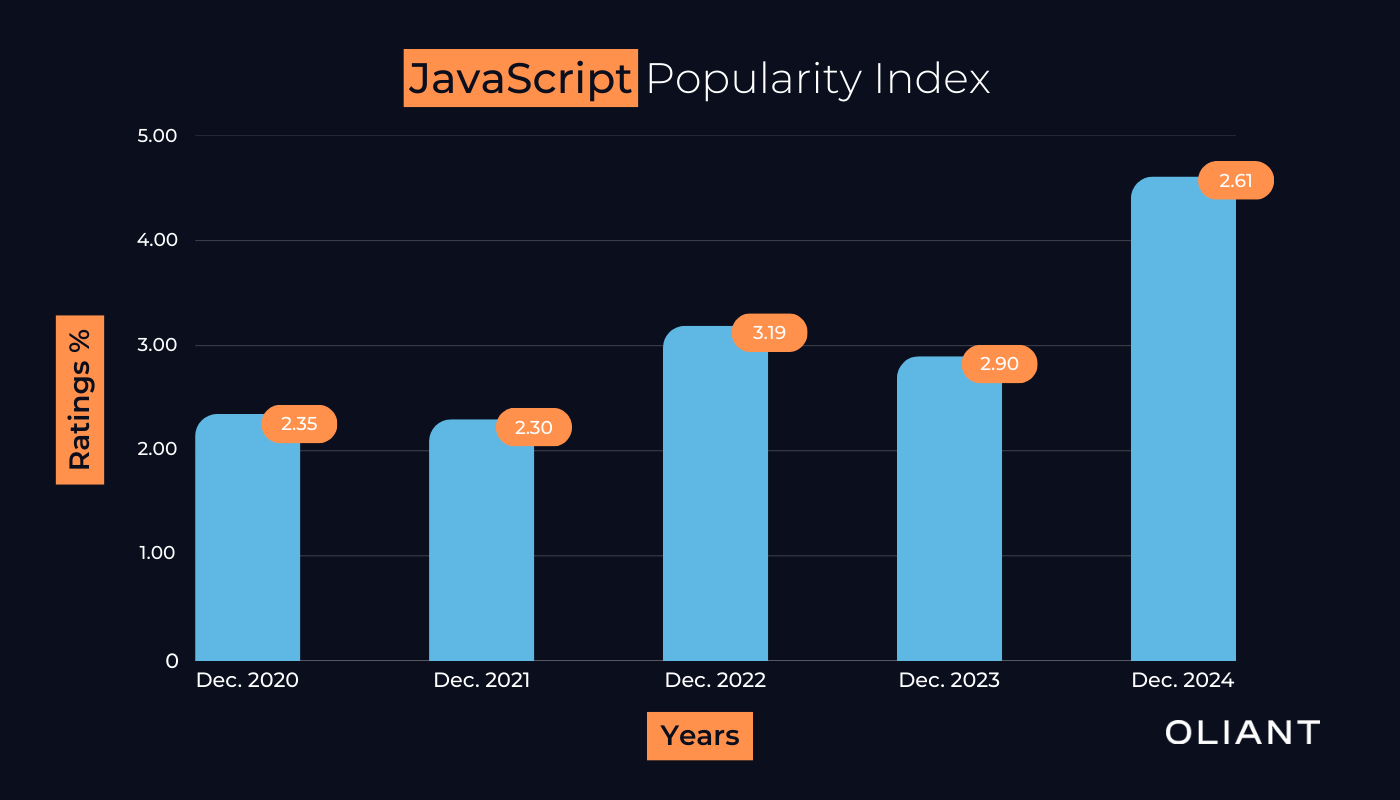 JavaScript Popularity Index
5.00
2.61
4.00
3.19
3.00
2.90
2.35
2.30
2.00
1.00
0
Ratings %
Dec. 2020 Dec. 2021 Dec. 2022 Dec. 2023 Dec. 2024
Years
OLIANT